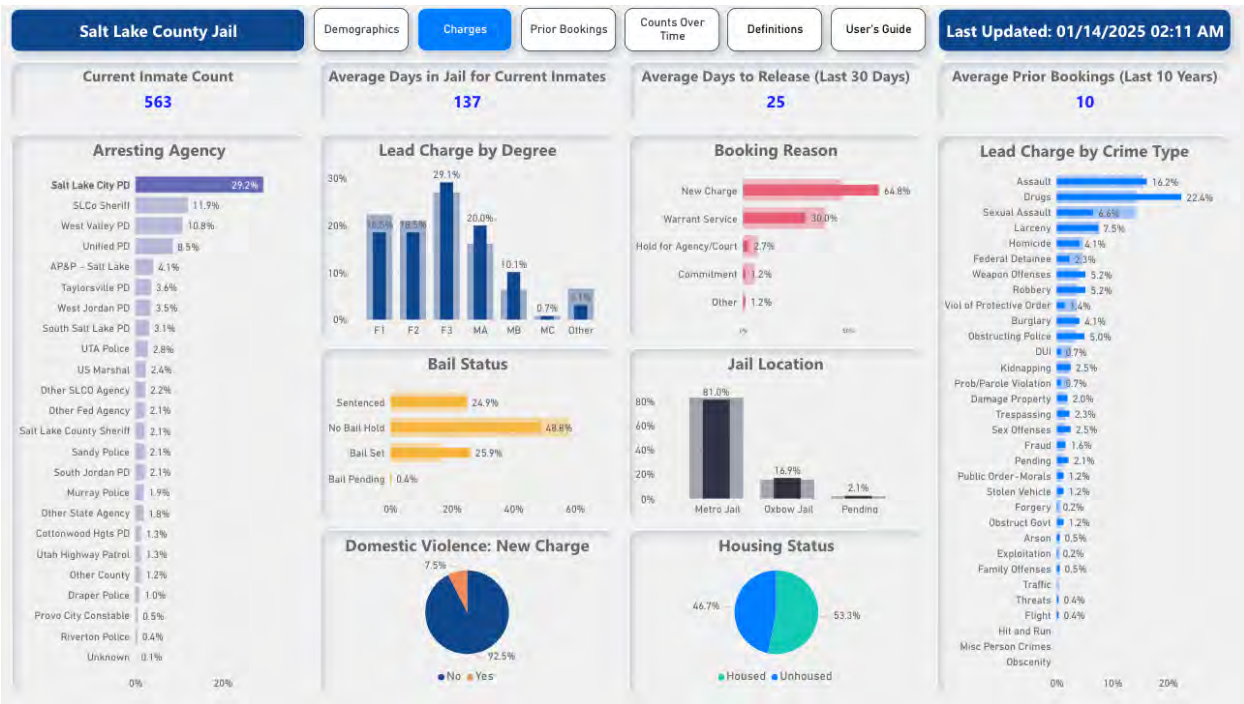 Salt Lake County Jail
Demographics
Charges
Prior Bookings
Counts Over
Time
Definitions
User's Guide
Last Updated: 01/14/2025 02:11 AM
Current Inmate Count
563
Average Days in Jail for Current Inmates
137
Average Days to Release (Last 30 Days)
25
Average Prior Bookings (Last 10 Years)
10
Arresting Agency
Salt Lake City PD 29.2%
SLCo Sheriff 11.9%
West Valley PD 10.8%
Unified PD 8.5%
AP&P - Salt Lake 4.1%
Taylorsville PD 3.6%
West Jordan PD 3.5%
South Salt Lake PD 3.1%
UTA Police 2.8%
US Marshal 2.4%
Other SLCO Agency 2.2%
Other Fed Agency 2.1%
Salt Lake County Sheriff 2.1%
Sandy Police 2.1%
South Jordan PD 2.1%
Murray Police 1.9%
Other State Agency 1.8%
Cottonwood Hgts PD 1.3%
Utah Highway Patrol 1.3%
Other County 1.2%
Draper Police 1.0%
Provo City Constable 0.5%
Riverton Police 0.4%
Unknown 0.1%
0% 20%
Lead Charge by Degree
30%
20%
10%
0%
18.5% 18.5% 29.1% 20.0% 10.1% 0.7% 3.1%
F1 F2 F3 MA MB MC Other
Bail Status
Sentenced 24.9%
No Bail Hold 48.8%
Bail Set 25.9%
Bail Pending 0.4%
0% 20% 40% 60%
Domestic Violence: New Charge
7.5%
92.5%
No Yes
Booking Reason
New Charge 64.8%
Warrant Service 30.0%
Hold for Agency/Court 2.7%
Commitment 1.2%
Other 1.2%
0% 50%
Jail Location
80%
60%
40%
20%
0%
81.0% 16.9% 2.1%
Metro Jail Oxbow Jail Pending
Housing Status
46.7%
53.3%
Housed Unhoused
Lead Charge by Crime Type
Assault 16.2%
Drugs 22.4%
Sexual Assault 6.6%
Larceny 7.5%
Homicide 4.1%
Federal Detainee 2.3%
Weapon Offenses 5.2%
Robbery 5.2%
Viol of Protective Order 1.4%
Burglary 4.1%
Obstructing Police 5.0%
DUI 0.7%
Kidnapping 2.5%
Prob/Parole Violation 0.7%
Damage Property 2.0%
Trespassing 2.3%
Sex Offenses 2.5%
Fraud 1.6%
Pending 2.1%
Public Order-Morals 1.2%
Stolen Vehicle 1.2%
Forgery 0.2%
Obstruct Govt 1.2%
Arson 0.5%
Exploitation 0.2%
Family Offenses 0.5%
Traffic
Threats 0.4%
Flight 0.4%
Hit and Run
Misc Person Crimes
Obscenity
0% 10% 20%